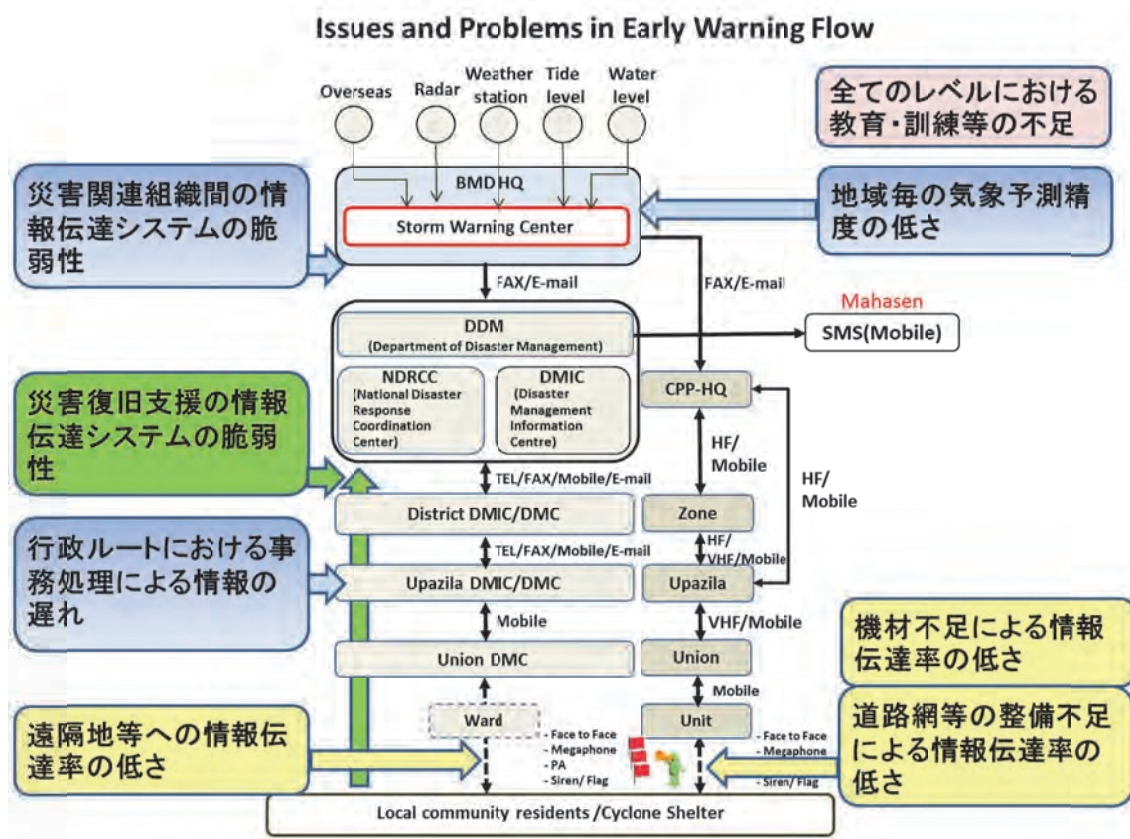 Issues and Problems in Early Warning Flow
Overseas
Radar
Weather
station
Tide
level
Water
level
全てのレベルにおける
教育・訓練等の不足
災害関連組織間の情
報伝達システムの脆
弱性
BMD HQ
Storm Warning Center
地域毎の気象予測精
度の低さ
FAX/E-mail
FAX/E-mail
Mahasen
SMS(Mobile)
DDM
(Department of Disaster Management)
NDRCC
(National Disaster
Response
Coordination
Center)
DMIC
(Disaster
Management
Information
Centre)
CPP-HQ
災害復旧支援の情報
伝達システムの脆弱
性
HF/
Mobile
HF/
Mobile
TEL/FAX/Mobile/E-mail
District DMIC/DMC
Zone
行政ルートにおける事
務処理による情報の
遅れ
TEL/FAX/Mobile/E-mail
HF/
VHF/Mobile
Upazila DMIC/DMC
Upazila
Mobile
VHF/Mobile
機材不足による情報
伝達率の低さ
Union DMC
Union
Mobile
遠隔地等への情報伝
達率の低さ
Ward
Unit
道路網等の整備不足
による情報伝達率の
低さ
- Face to Face
- Megaphone
- PA
- Siren/ Flag
- Face to Face
- Megaphone
- Siren/ Flag
Local community residents /Cyclone Shelter